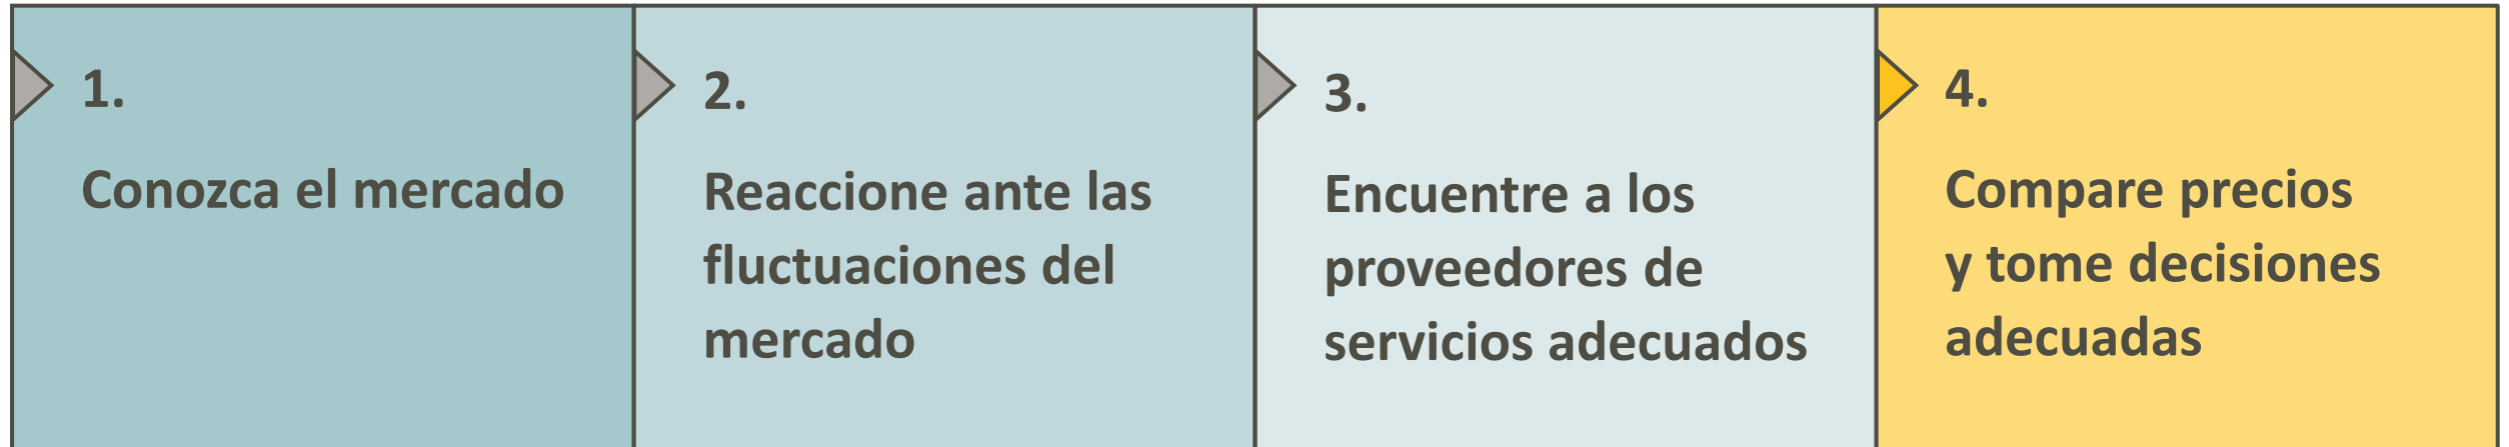 1.
Conozca el mercado
2.
Reaccione ante las
fluctuaciones del
mercado
3.
Encuentre a los
proveedores de
servicios adecuados
4.
Compare precios
y tome decisiones
adecuadas